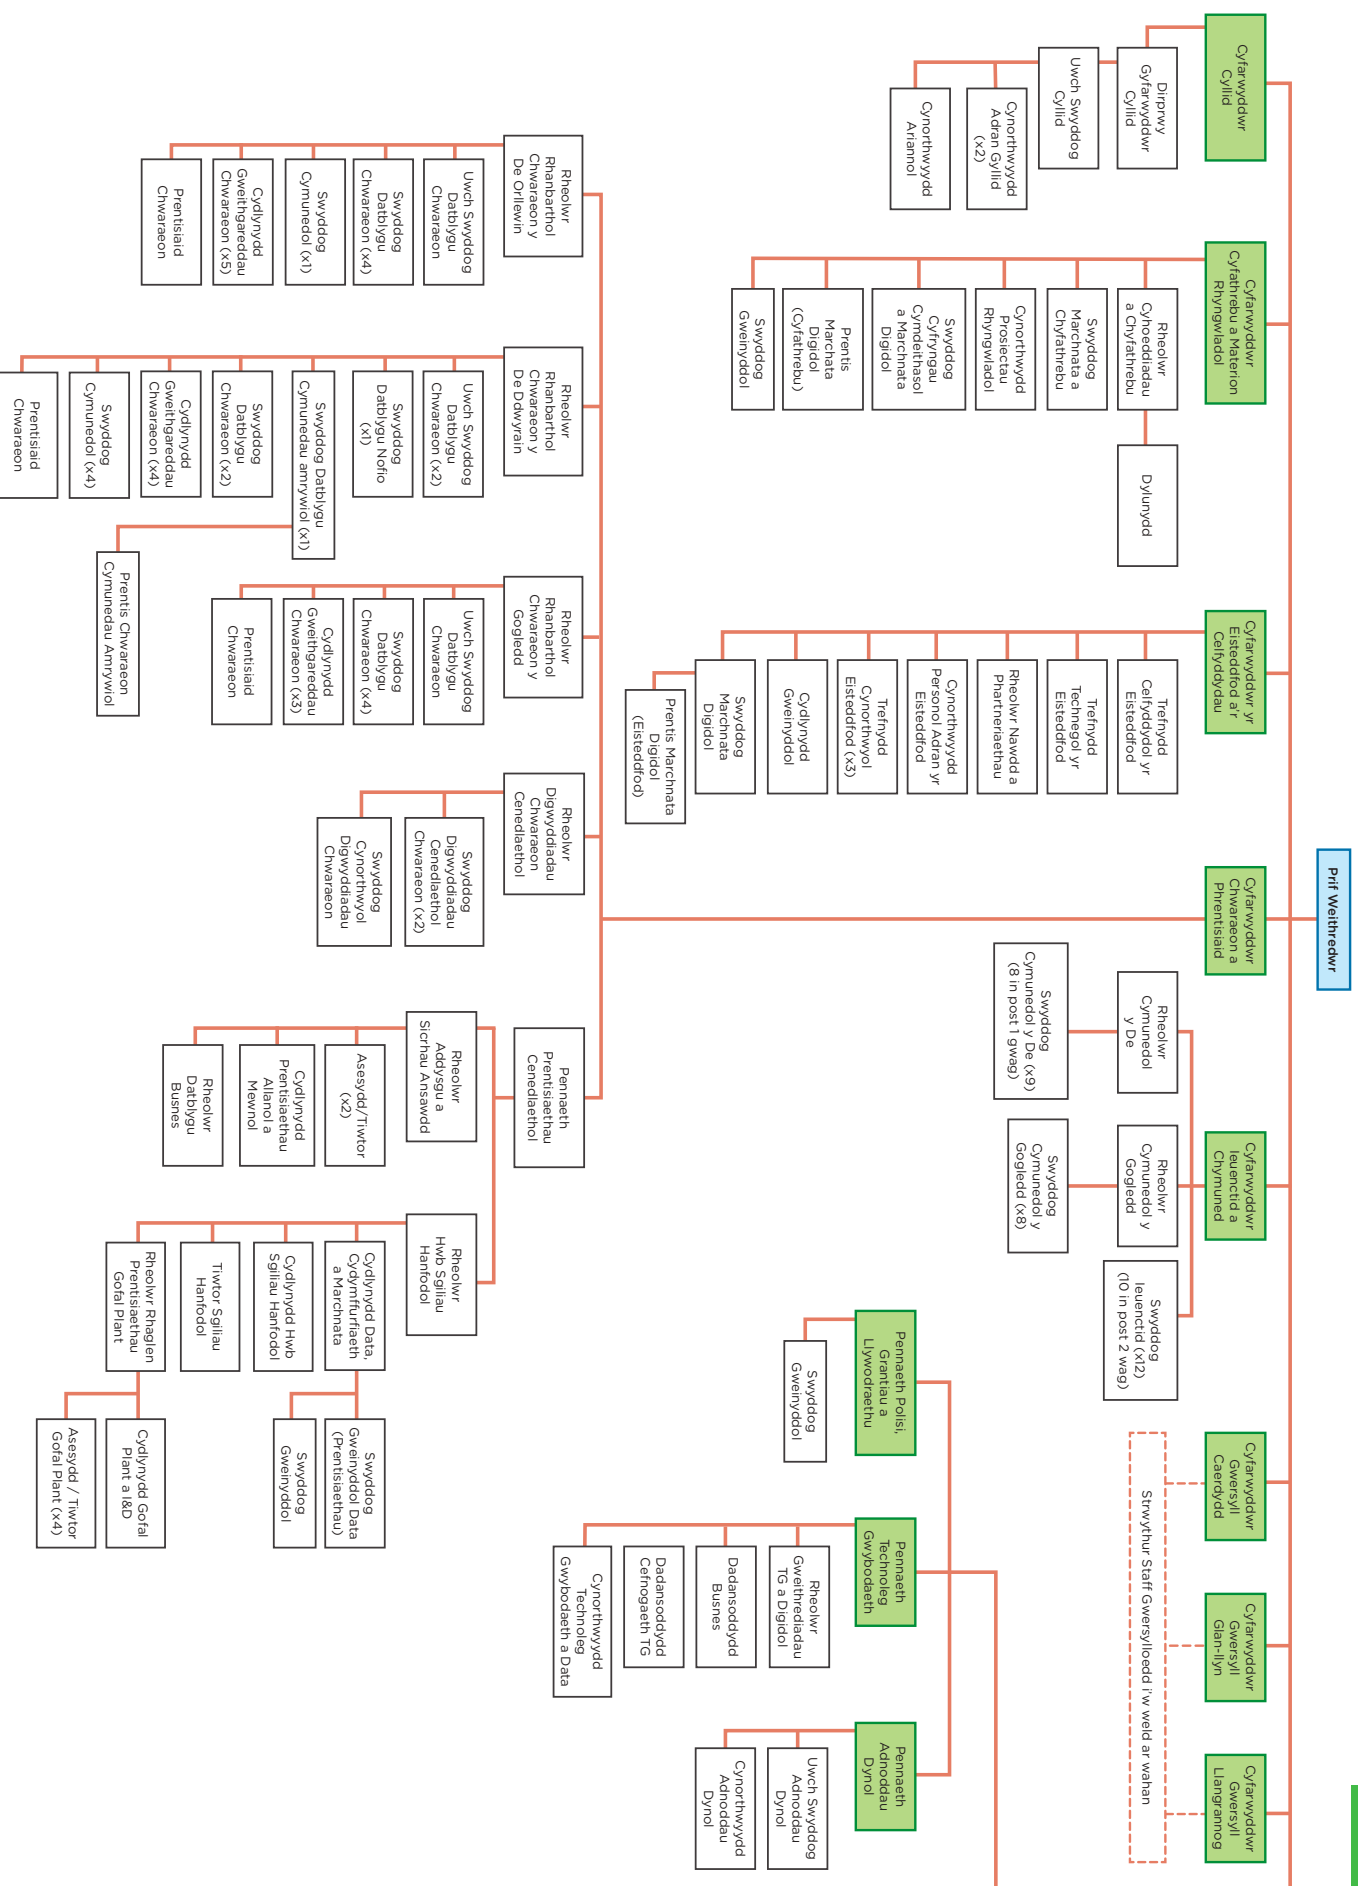 Prif Weithredwr
Cyfarwyddwr
Cyllid
Dirprwy
Gyfarwyddwr
Cyllid
Uwch Swyddog
Cyllid
Cynorthwyydd
Adran Gyllid
(x2)
Cynorthwyydd
Ariannol
Cyfarwyddwr
Cyfathrebu a Materion
Rhyngwladol
Rheolwr
Cyhoeddiadau
a Chyfathrebu
Dylunydd
Swyddog
Marchnata a
Chyfathrebu
Cynorthwydd
Prosiectau
Rhyngwladol
Swyddog
Cyfryngau
Cymdeithasol
a Marchnata
Digidol
Prentis
Marchata
Digidol
(Cyfathrebu)
Swyddog
Gweinyddol
Cyfarwyddwr yr
Eisteddfod a'r
Celfyddydau
Trefnydd
Celfyddydol yr
Eisteddfod
Trefnydd
Technegol yr
Eisteddfod
Rheolwr Nawdd a
Phartneriaethau
Cynorthwyydd
Personol Adran yr
Eisteddfod
Trefnydd
Cynorthwyol
Eisteddfod (x3)
Cydlynydd
Gweinyddol
Swyddog
Marchnata
Digidol
Prentis Marchnata
Digidol
(Eisteddfod)
Cyfarwyddwr
Chwaraeon a
Phrentisiaid
Rheolwr
Rhanbarthol
Chwaraeon y
De Orllewin
Uwch Swyddog
Datblygu
Chwaraeon
Swyddog
Datblygu
Chwaraeon (x4)
Swyddog
Cymunedol (x1)
Cydlynydd
Gweithgareddau
Chwaraeon (x5)
Prentisiaid
Chwaraeon
Rheolwr
Rhanbarthol
Chwaraeon y
De Ddwyrain
Uwch Swyddog
Datblygu
Chwaraeon (x2)
Swyddog
Datblygu Nofio
(x1)
Swyddog Datblygu
Cymunedau amrywiol (x1)
Prentis Chwaraeon
Cymunedau Amrywiol
Swyddog
Datblygu
Chwaraeon (x2)
Cydlynydd
Gweithgareddau
Chwaraeon (x4)
Swyddog
Cymunedol (x4)
Prentisiaid
Chwaraeon
Rheolwr
Rhanbarthol
Chwaraeon y
Gogledd
Uwch Swyddog
Datblygu
Chwaraeon
Swyddog
Datblygu
Chwaraeon (x4)
Cydlynydd
Gweithgareddau
Chwaraeon (x3)
Prentisiaid
Chwaraeon
Rheolwr
Digwyddiadau
Chwaraeon
Cenedlaethol
Swyddog
Digwyddiadau
Cenedlaethol
Chwaraeon (x2)
Swyddog
Cynorthwyol
Digwyddiadau
Chwaraeon
Pennaeth
Prentisiaethau
Cenedlaethol
Rheolwr
Addysgu a
Sicrhau Ansawdd
Asesydd/Tiwtor
(x2)
Cydlynydd
Prentisiaethau
Allanol a
Mewnol
Rheolwr
Datblygu
Busnes
Rheolwr
Hwb Sgiliau
Hanfodol
Cydlynydd Data,
Cydymffurfiaeth
a Marchnata
Swyddog
Gweinyddol Data
(Prentisiaethau)
Swyddog
Gweinyddol
Cydlynydd Hwb
Sgiliau Hanfodol
Tiwtor Sgiliau
Hanfodol
Rheolwr Rhaglen
Prentisiaethau
Gofal Plant
Cydlynydd Gofal
Plant a I&D
Asesydd / Tiwtor
Gofal Plant (x4)
Cyfarwyddwr
Ieuenctid a
Chymuned
Rheolwr
Cymunedol
y De
Swyddog
Cymunedol y De (x9)
(8 in post 1 gwag)
Rheolwr
Cymunedol y
Gogledd
Swyddog
Cymunedol y
Gogledd (x8)
Swyddog
Ieuenctid (x12)
(10 in post 2 wag)
Cyfarwyddwr
Gwersyll
Caerdydd
Cyfarwyddwr
Gwersyll
Glan-llyn
Cyfarwyddwr
Gwersyll
Llangrannog
Strwythur Staff Gwersylloedd i'w weld ar wahan
Pennaeth Polisi,
Grantiau a
Llywodraethu
Swyddog
Gweinyddol
Pennaeth
Technoleg
Gwybodaeth
Rheolwr
Gweithrediadau
TG a Digidol
Dadansoddydd
Busnes
Dadansoddydd
Cefnogaeth TG
Cynorthwyydd
Technoleg
Gwybodaeth a Data
Pennaeth
Adnoddau
Dynol
Uwch Swyddog
Adnoddau
Dynol
Cynorthwyydd
Adnoddau
Dynol